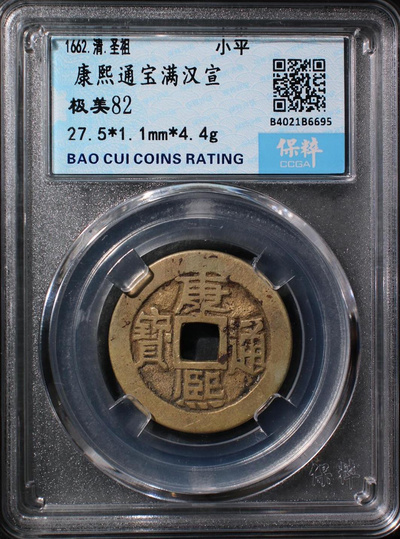 1662.清.圣祖 小平
康熙通宝满汉宣
极美82
27.5*1.1mm*4.4g
BAO CUI COINS RATING
B4021B6695
保粹
CCGA
康熙通寶
保粹